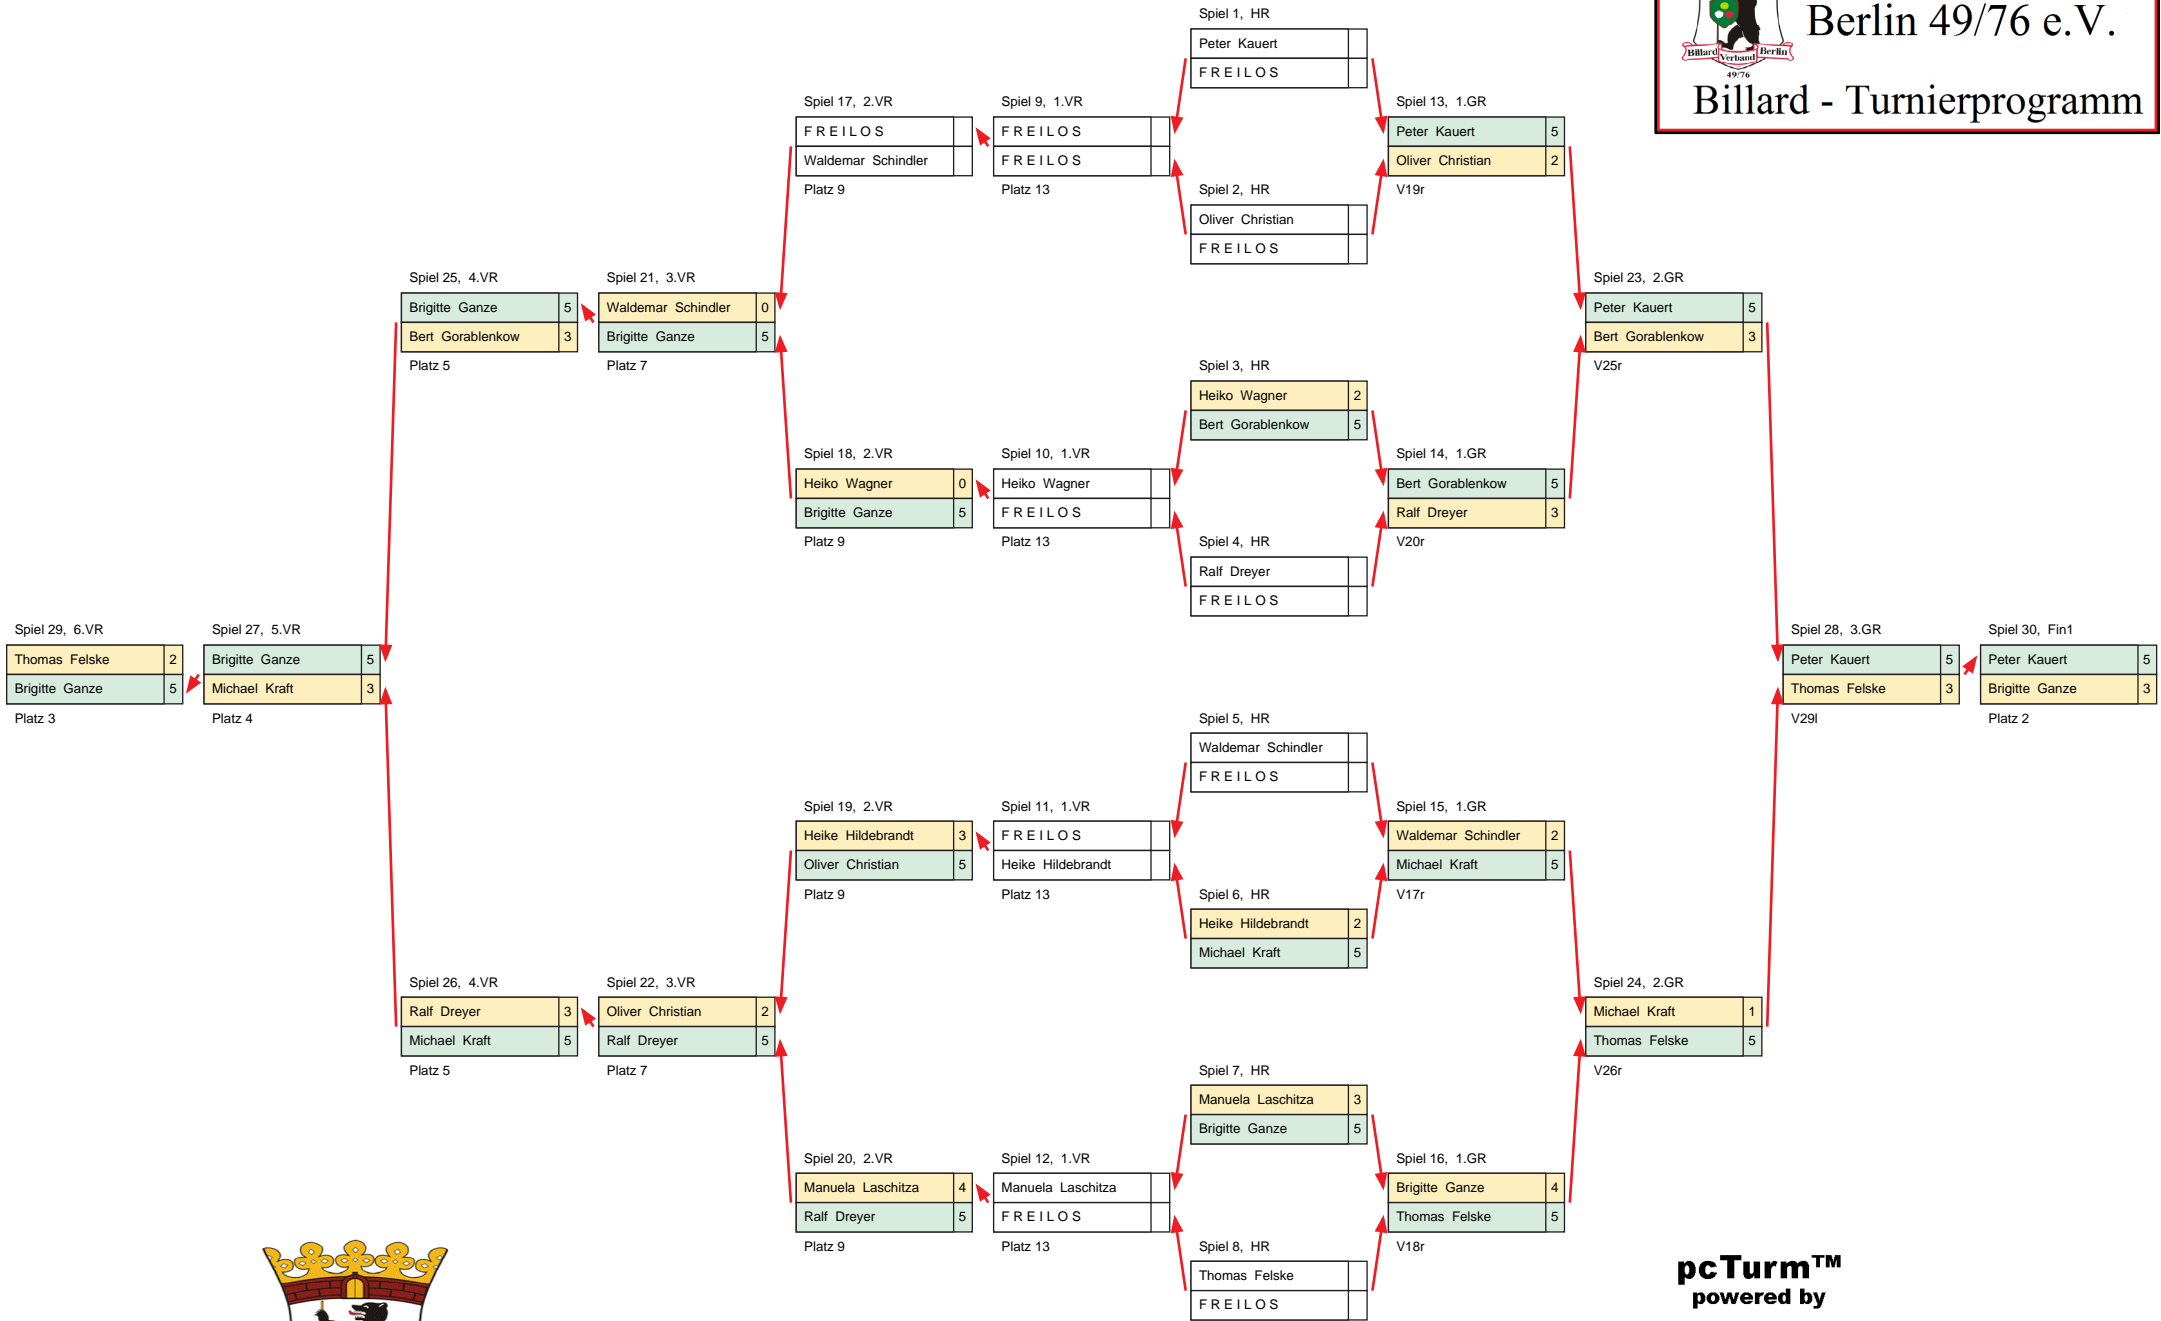 Berlin 49/76 e.V.
Billard Verband Berlin
49/76
Billard - Turnierprogramm
Spiel 29, 6.VR
Thomas Felske 2
Brigitte Ganze 5
Platz 3
Spiel 27, 5.VR
Brigitte Ganze 5
Michael Kraft 3
Platz 4
Spiel 25, 4.VR
Brigitte Ganze 5
Bert Gorablenkow 3
Platz 5
Spiel 26, 4.VR
Ralf Dreyer 3
Michael Kraft 5
Platz 5
Spiel 21, 3.VR
Waldemar Schindler 0
Brigitte Ganze 5
Platz 7
Spiel 22, 3.VR
Oliver Christian 2
Ralf Dreyer 5
Platz 7
Spiel 17, 2.VR
F R E I L O S
Waldemar Schindler
Platz 9
Spiel 18, 2.VR
Heiko Wagner 0
Brigitte Ganze 5
Platz 9
Spiel 19, 2.VR
Heike Hildebrandt 3
Oliver Christian 5
Platz 9
Spiel 20, 2.VR
Manuela Laschitza 4
Ralf Dreyer 5
Platz 9
Spiel 9, 1.VR
F R E I L O S
F R E I L O S
Platz 13
Spiel 10, 1.VR
Heiko Wagner
F R E I L O S
Platz 13
Spiel 11, 1.VR
F R E I L O S
Heike Hildebrandt
Platz 13
Spiel 12, 1.VR
Manuela Laschitza
F R E I L O S
Platz 13
Spiel 1, HR
Peter Kauert
F R E I L O S
Spiel 2, HR
Oliver Christian
F R E I L O S
Spiel 3, HR
Heiko Wagner 2
Bert Gorablenkow 5
Spiel 4, HR
Ralf Dreyer
F R E I L O S
Spiel 5, HR
Waldemar Schindler
F R E I L O S
Spiel 6, HR
Heike Hildebrandt 2
Michael Kraft 5
Spiel 7, HR
Manuela Laschitza 3
Brigitte Ganze 5
Spiel 8, HR
Thomas Felske
F R E I L O S
Spiel 13, 1.GR
Peter Kauert 5
Oliver Christian 2
V19r
Spiel 14, 1.GR
Bert Gorablenkow 5
Ralf Dreyer 3
V20r
Spiel 15, 1.GR
Waldemar Schindler 2
Michael Kraft 5
V17r
Spiel 16, 1.GR
Brigitte Ganze 4
Thomas Felske 5
V18r
Spiel 23, 2.GR
Peter Kauert 5
Bert Gorablenkow 3
V25r
Spiel 24, 2.GR
Michael Kraft 1
Thomas Felske 5
V26r
Spiel 28, 3.GR
Peter Kauert 5
Thomas Felske 3
V29l
Spiel 30, Fin1
Peter Kauert 5
Brigitte Ganze 3
Platz 2
pcTurm™
powered by